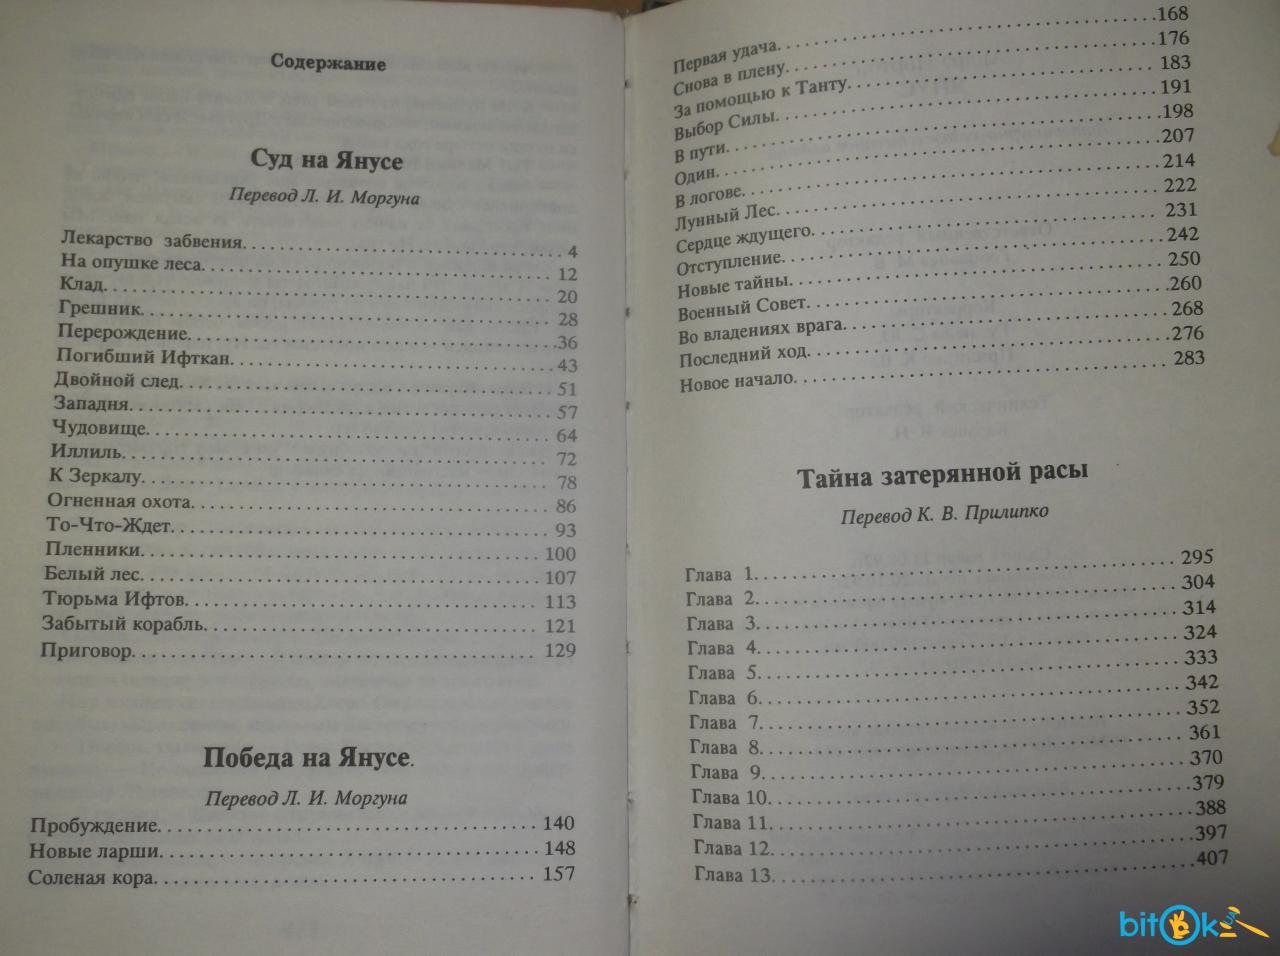 Содержание
Суд на Янусе
Перевод Л. И. Моргуна
Лекарство забвения 4
На опушке леса 12
Клад 20
Грешник 28
Перерождение 36
Погибший Ифткан 43
Двойной след 51
Западня 57
Чудовище 64
Иллиль 72
К Зеркалу 78
Огненная охота 86
То-Что-Ждет 93
Пленники 100
Белый лес 107
Тюрьма Ифтов 113
Забытый корабль 121
Приговор 129
Победа на Янусе.
Перевод Л. И. Моргуна
Пробуждение 140
Новые ларши 148
Соленая кора 157
Первая удача 168
Снова в плену 176
За помощью к Танту 183
Выбор Силы 191
В пути 198
Один 207
В логове 214
Лунный Лес 222
Сердце ждущего 231
Отступление 242
Новые тайны 250
Военный Совет 260
Во владениях врага 268
Последний ход 276
Новое начало 283
Тайна затерянной расы
Перевод К. В. Прилипко
Глава 1 295
Глава 2 304
Глава 3 314
Глава 4 324
Глава 5 333
Глава 6 342
Глава 7 352
Глава 8 361
Глава 9 370
Глава 10 379
Глава 11 388
Глава 12 397
Глава 13 407
bitOk UA